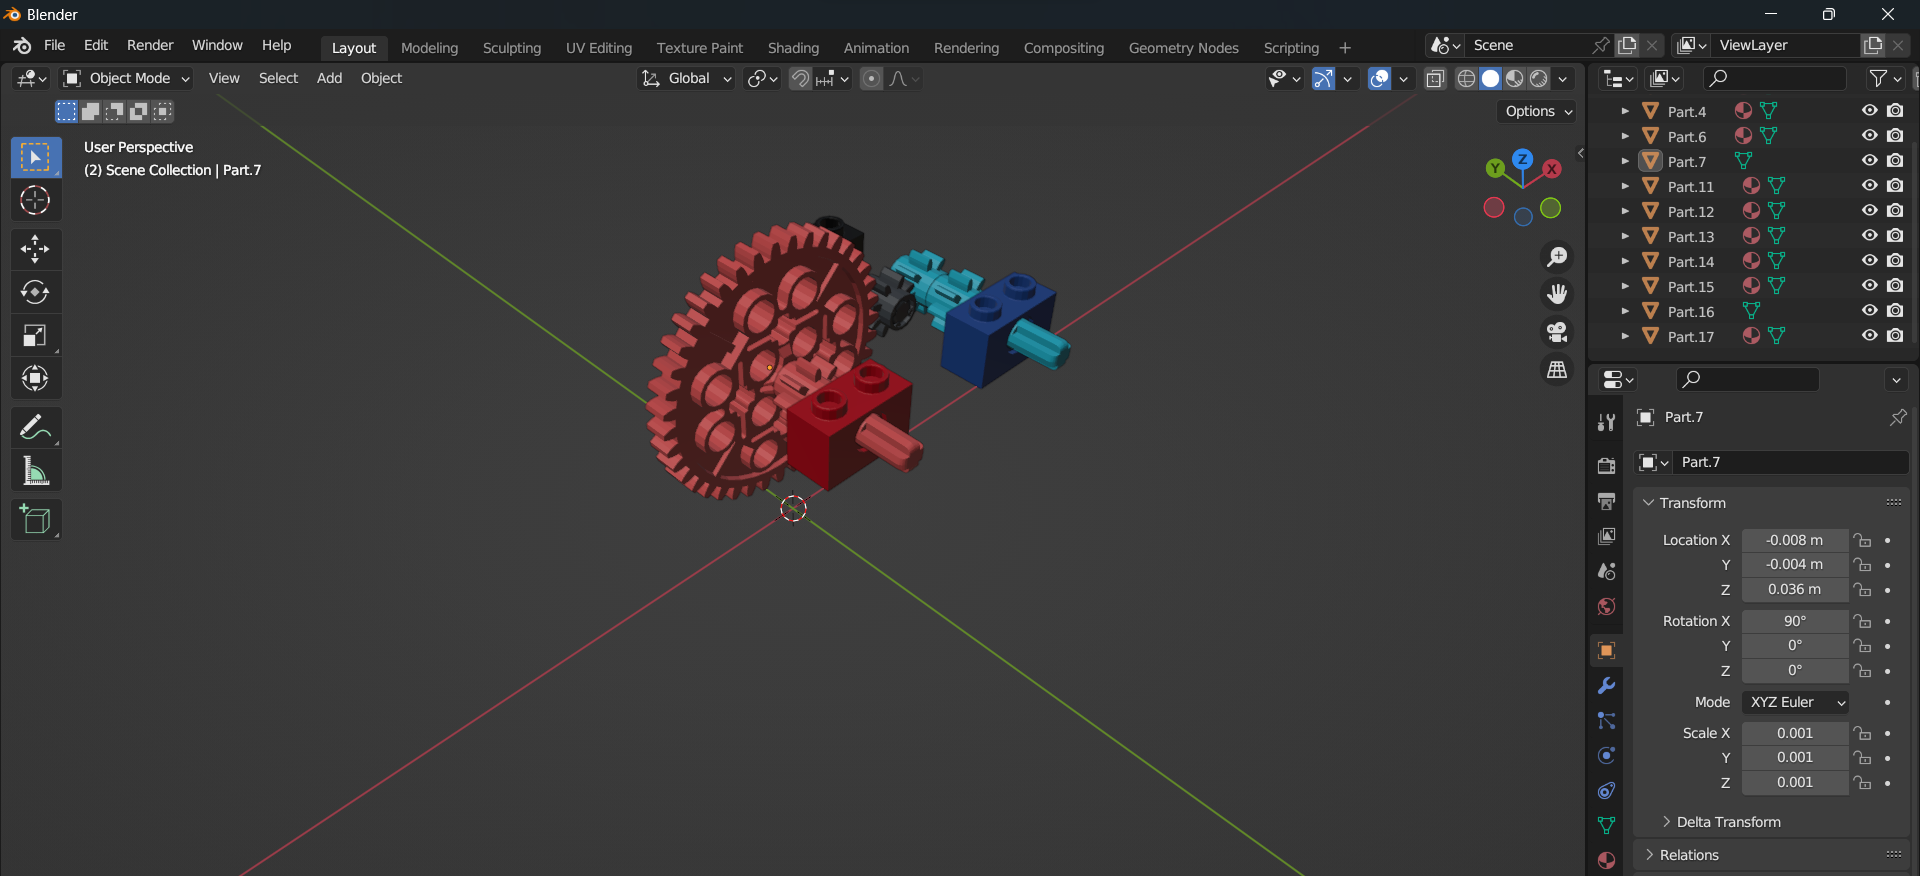 Blender
File Edit Render Window Help Layout Modeling Sculpting UV Editing Texture Paint Shading Animation Rendering Compositing Geometry Nodes Scripting + Scene ViewLayer
Object Mode View Select Add Object Global
Options
User Perspective
(2) Scene Collection | Part.7
Z
Y
X
Part.4
Part.6
Part.7
Part.11
Part.12
Part.13
Part.14
Part.15
Part.16
Part.17
Part.7
Part.7
Transform
Location X -0.008 m
Y -0.004 m
Z 0.036 m
Rotation X 90°
Y 0°
Z 0°
Mode XYZ Euler
Scale X 0.001
Y 0.001
Z 0.001
Delta Transform
Relations